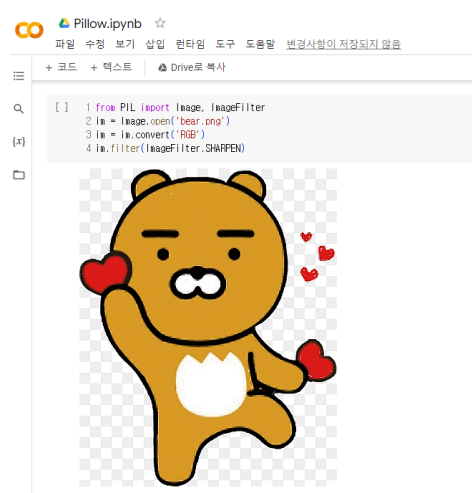 Pillow.ipynb
파일 수정 보기 삽입 런타임 도구 도움말 변경사항이 저장되지 않음
+ 코드 + 텍스트 Drive로 복사
[ ] 1 from PIL import Image, ImageFilter
2 im = Image.open('bear.png')
3 im = im.convert('RGB')
4 im.filter(ImageFilter.SHARPEN)
{x}